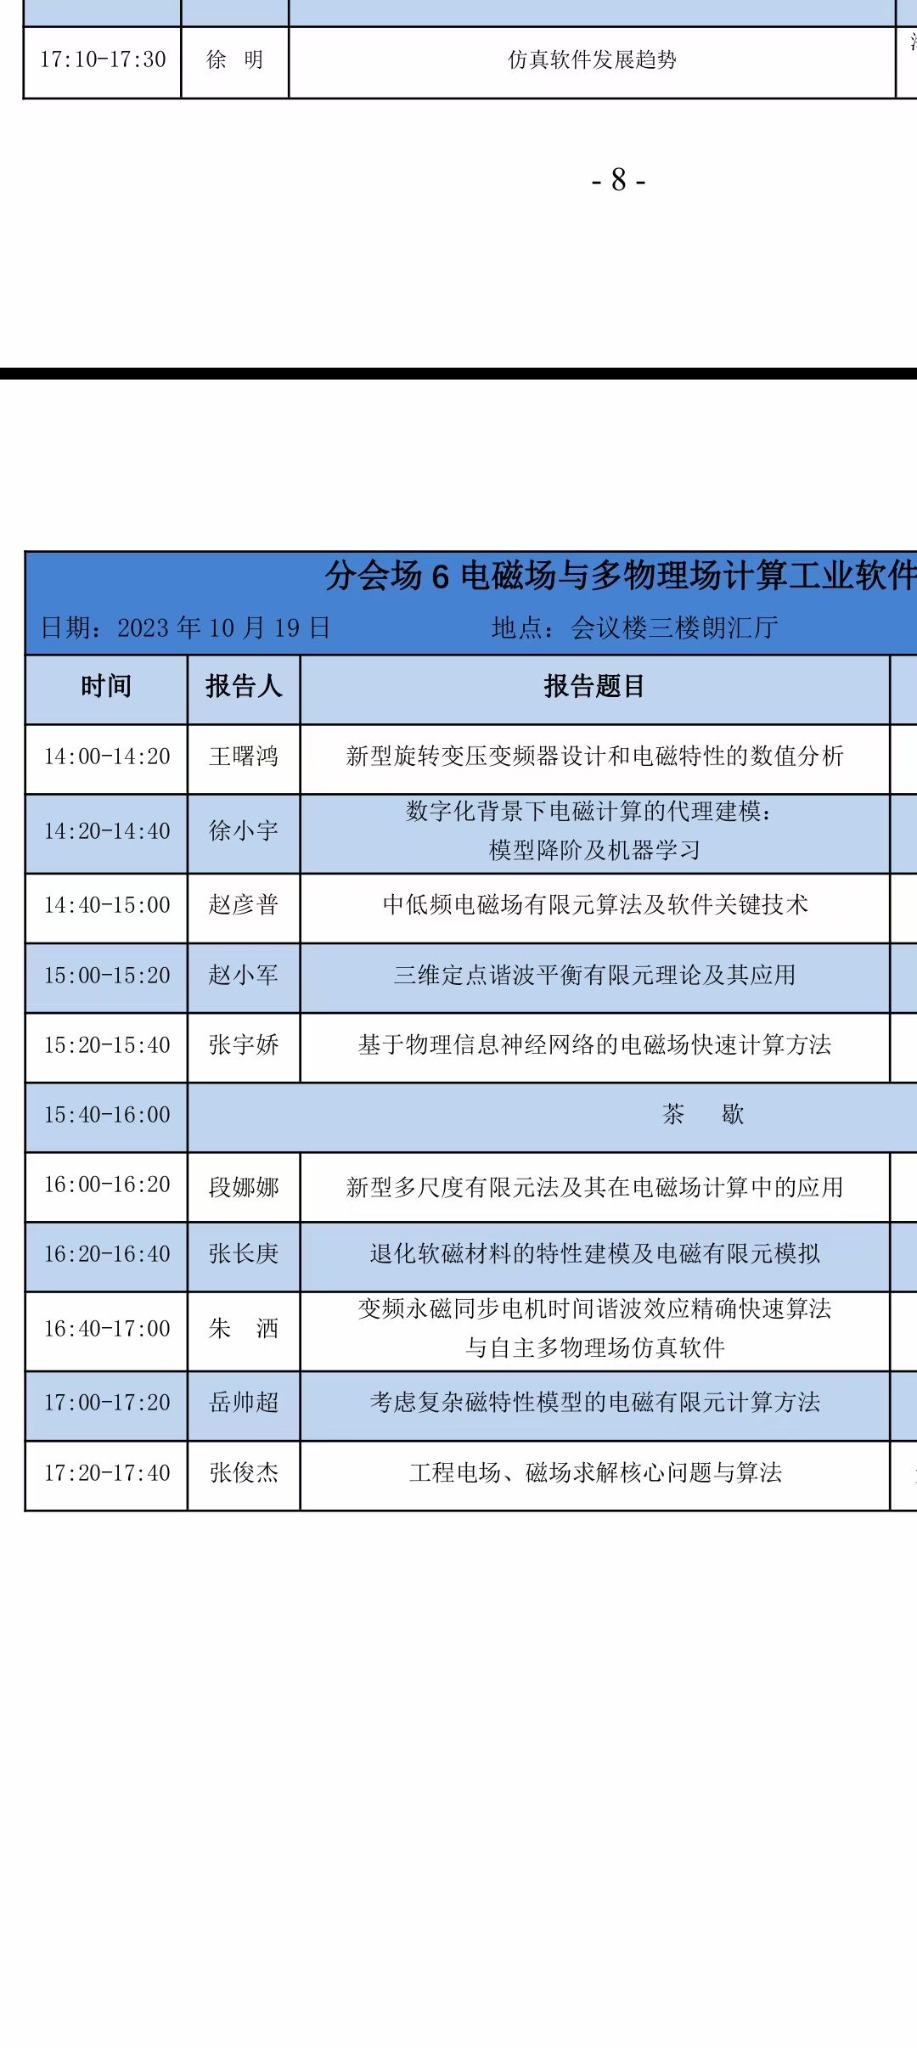 17:10-17:30 徐 明 仿真软件发展趋势
- 8 -
分会场 6 电磁场与多物理场计算工业软件
日期：2023 年 10 月 19 日 地点：会议楼三楼朗汇厅
时间 报告人 报告题目
14:00-14:20 王曙鸿 新型旋转变压变频器设计和电磁特性的数值分析
14:20-14:40 徐小宇 数字化背景下电磁计算的代理建模：
模型降阶及机器学习
14:40-15:00 赵彦普 中低频电磁场有限元算法及软件关键技术
15:00-15:20 赵小军 三维定点谐波平衡有限元理论及其应用
15:20-15:40 张宇娇 基于物理信息神经网络的电磁场快速计算方法
15:40-16:00 茶 歇
16:00-16:20 段娜娜 新型多尺度有限元法及其在电磁场计算中的应用
16:20-16:40 张长庚 退化软磁材料的特性建模及电磁有限元模拟
16:40-17:00 朱 洒 变频永磁同步电机时间谐波效应精确快速算法
与自主多物理场仿真软件
17:00-17:20 岳帅超 考虑复杂磁特性模型的电磁有限元计算方法
17:20-17:40 张俊杰 工程电场、磁场求解核心问题与算法